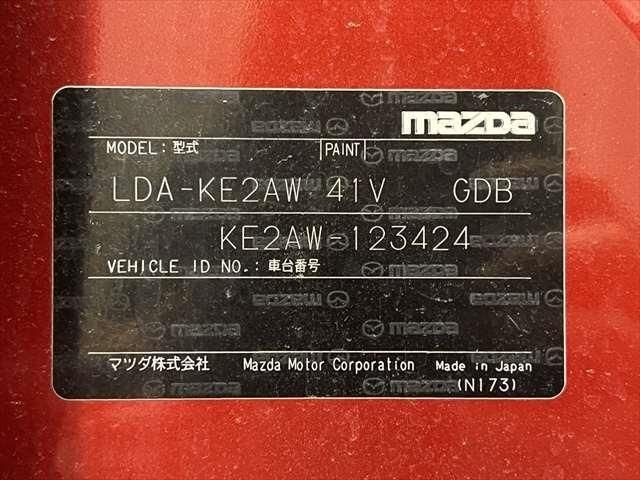 mazda
MODEL: 型式 PAINT
LDA-KE2AW 41V GDB
KE2AW-123424
VEHICLE ID NO.: 車台番号
マツダ株式会社 Mazda Motor Corporation Made in Japan
(N173)